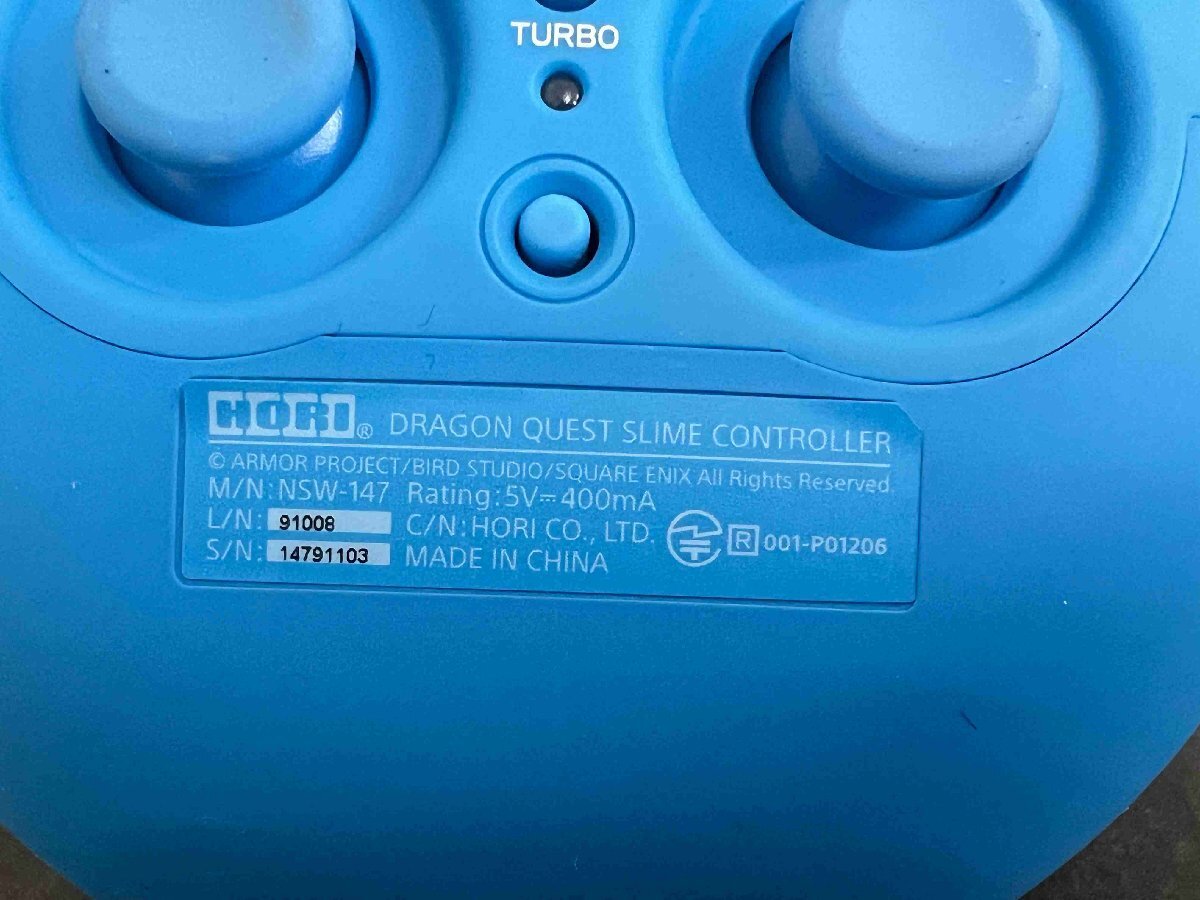 TURBO
HORI® DRAGON QUEST SLIME CONTROLLER
© ARMOR PROJECT/BIRD STUDIO/SQUARE ENIX All Rights Reserved.
M/N:NSW-147 Rating:5V⎓400mA
L/N: 91008 C/N:HORI CO., LTD.
S/N: 14791103 MADE IN CHINA
R 001-P01206